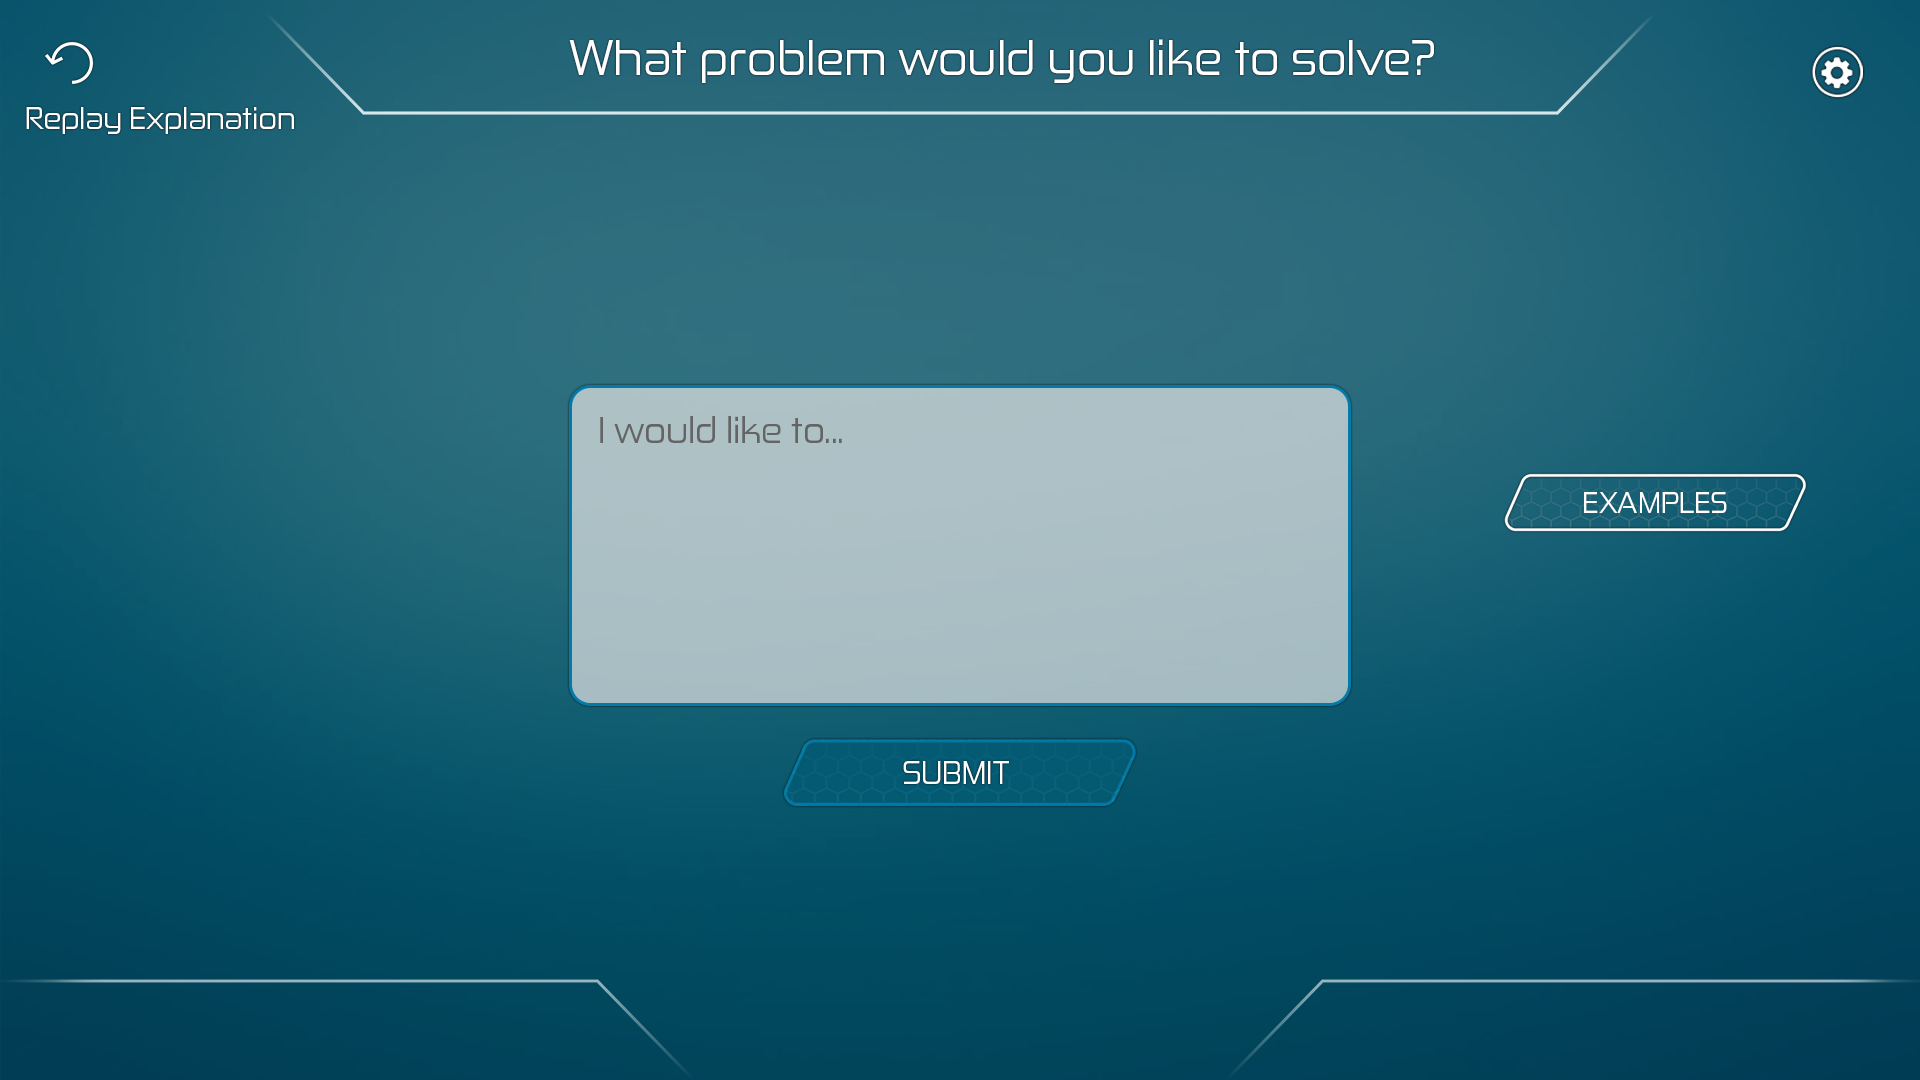 What problem would you like to solve?
Replay Explanation
I would like to...
EXAMPLES
SUBMIT